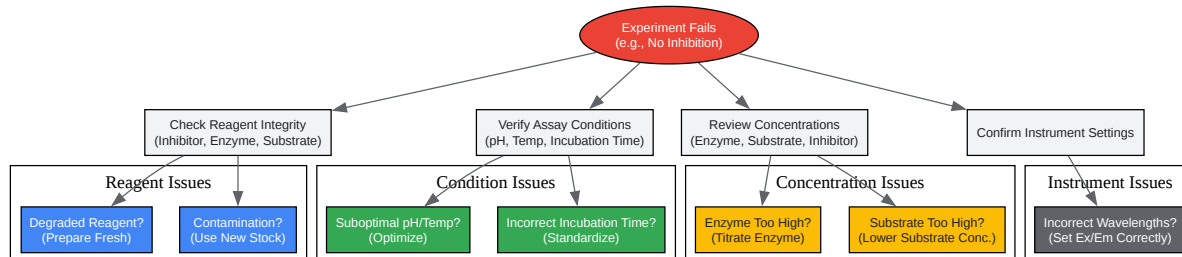 Experiment Fails
(e.g., No Inhibition)
Check Reagent Integrity
(Inhibitor, Enzyme, Substrate)
Verify Assay Conditions
(pH, Temp, Incubation Time)
Review Concentrations
(Enzyme, Substrate, Inhibitor)
Confirm Instrument Settings
Reagent Issues
Condition Issues
Concentration Issues
Instrument Issues
Degraded Reagent?
(Prepare Fresh)
Contamination?
(Use New Stock)
Suboptimal pH/Temp?
(Optimize)
Incorrect Incubation Time?
(Standardize)
Enzyme Too High?
(Titrate Enzyme)
Substrate Too High?
(Lower Substrate Conc.)
Incorrect Wavelengths?
(Set Ex/Em Correctly)